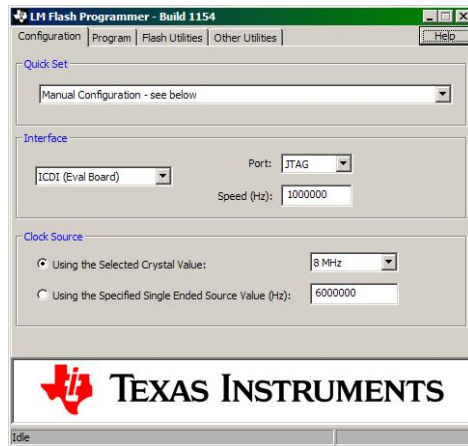 LM Flash Programmer - Build 1154
Configuration Program Flash Utilities Other Utilities Help
Quick Set
Manual Configuration - see below
Interface
ICDI (Eval Board)
Port: JTAG
Speed (Hz): 1000000
Clock Source
Using the Selected Crystal Value: 8 MHz
Using the Specified Single Ended Source Value (Hz): 6000000
TEXAS INSTRUMENTS
Idle